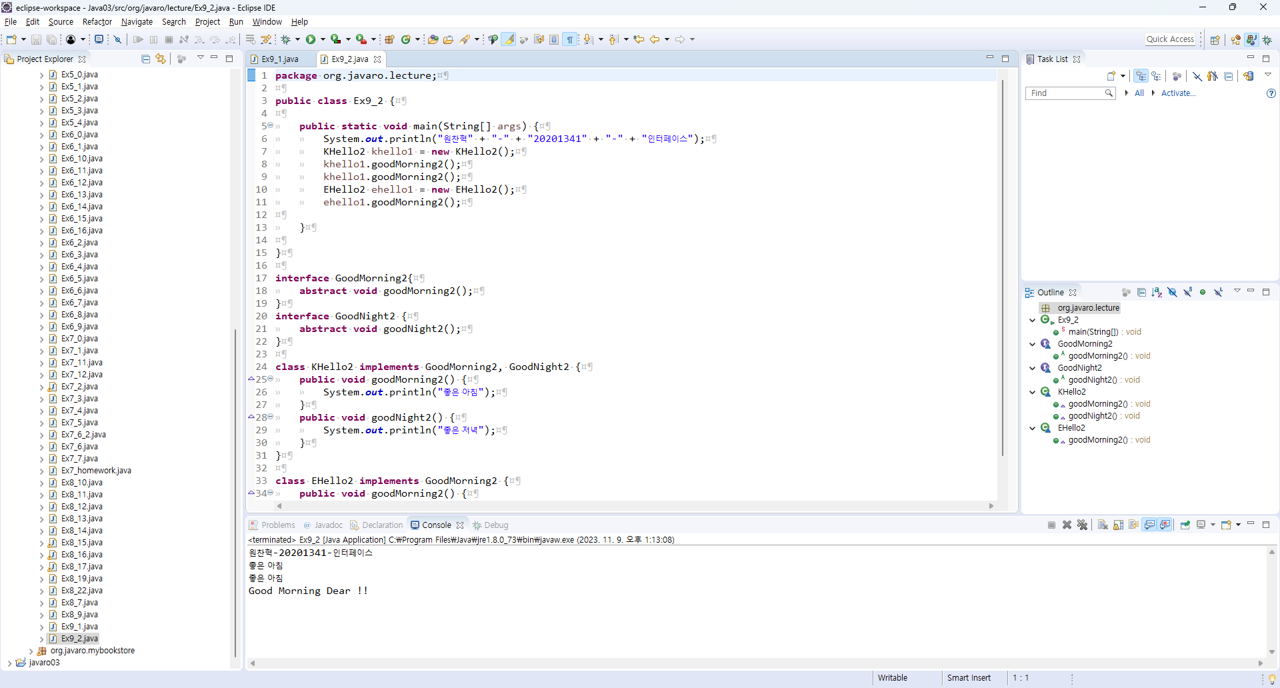 eclipse-workspace - Java03/src/org/javaro/lecture/Ex9_2.java - Eclipse IDE
File Edit Source Refactor Navigate Search Project Run Window Help
Quick Access
Project Explorer
Ex5_0.java
Ex5_1.java
Ex5_2.java
Ex5_3.java
Ex5_4.java
Ex6_0.java
Ex6_1.java
Ex6_10.java
Ex6_11.java
Ex6_12.java
Ex6_13.java
Ex6_14.java
Ex6_15.java
Ex6_16.java
Ex6_2.java
Ex6_3.java
Ex6_4.java
Ex6_5.java
Ex6_6.java
Ex6_7.java
Ex6_8.java
Ex6_9.java
Ex7_0.java
Ex7_1.java
Ex7_11.java
Ex7_12.java
Ex7_2.java
Ex7_3.java
Ex7_4.java
Ex7_5.java
Ex7_6_2.java
Ex7_6.java
Ex7_7.java
Ex7_homework.java
Ex8_10.java
Ex8_11.java
Ex8_12.java
Ex8_13.java
Ex8_14.java
Ex8_15.java
Ex8_16.java
Ex8_17.java
Ex8_19.java
Ex8_22.java
Ex8_7.java
Ex8_9.java
Ex9_1.java
Ex9_2.java
org.javaro.mybookstore
javaro03
Ex9_1.java Ex9_2.java
1 package org.javaro.lecture;
2
3 public class Ex9_2 {
4
5 public static void main(String[] args) {
6 System.out.println("원찬혁" + "-" + "20201341" + "-" + "인터페이스");
7 KHello2 khello1 = new KHello2();
8 khello1.goodMorning2();
9 khello1.goodMorning2();
10 EHello2 ehello1 = new EHello2();
11 ehello1.goodMorning2();
12
13 }
14
15 }
16
17 interface GoodMorning2{
18 abstract void goodMorning2();
19 }
20 interface GoodNight2 {
21 abstract void goodNight2();
22 }
23
24 class KHello2 implements GoodMorning2, GoodNight2 {
25 public void goodMorning2() {
26 System.out.println("좋은 아침");
27 }
28 public void goodNight2() {
29 System.out.println("좋은 저녁");
30 }
31 }
32
33 class EHello2 implements GoodMorning2 {
34 public void goodMorning2() {
Task List
Find All Activate...
Outline
org.javaro.lecture
Ex9_2
main(String[]) : void
GoodMorning2
goodMorning2() : void
GoodNight2
goodNight2() : void
KHello2
goodMorning2() : void
goodNight2() : void
EHello2
goodMorning2() : void
Problems Javadoc Declaration Console Debug
<terminated> Ex9_2 [Java Application] C:￦Program Files￦Java￦jre1.8.0_73￦bin￦javaw.exe (2023. 11. 9. 오후 1:13:08)
원찬혁-20201341-인터페이스
좋은 아침
좋은 아침
Good Morning Dear !!
Writable Smart Insert 1 : 1